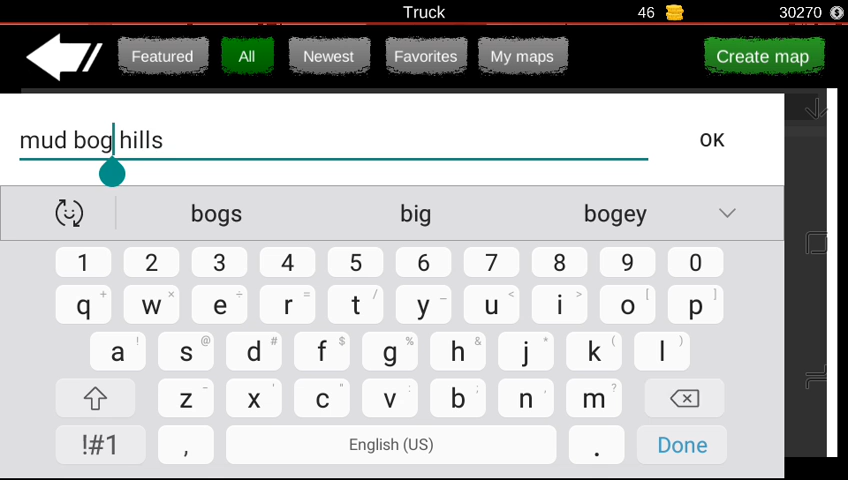 Truck 46 30270
Featured All Newest Favorites My maps Create map
mud bog hills OK
bogs big bogey
1 2 3 4 5 6 7 8 9 0
q + w × e ÷ r = t / y _ u < i > o [ p ]
a ! s @ d # f $ g % h & j * k ( l )
z - x ' c " v : b ; n , m ?
!#1 , English (US) . Done